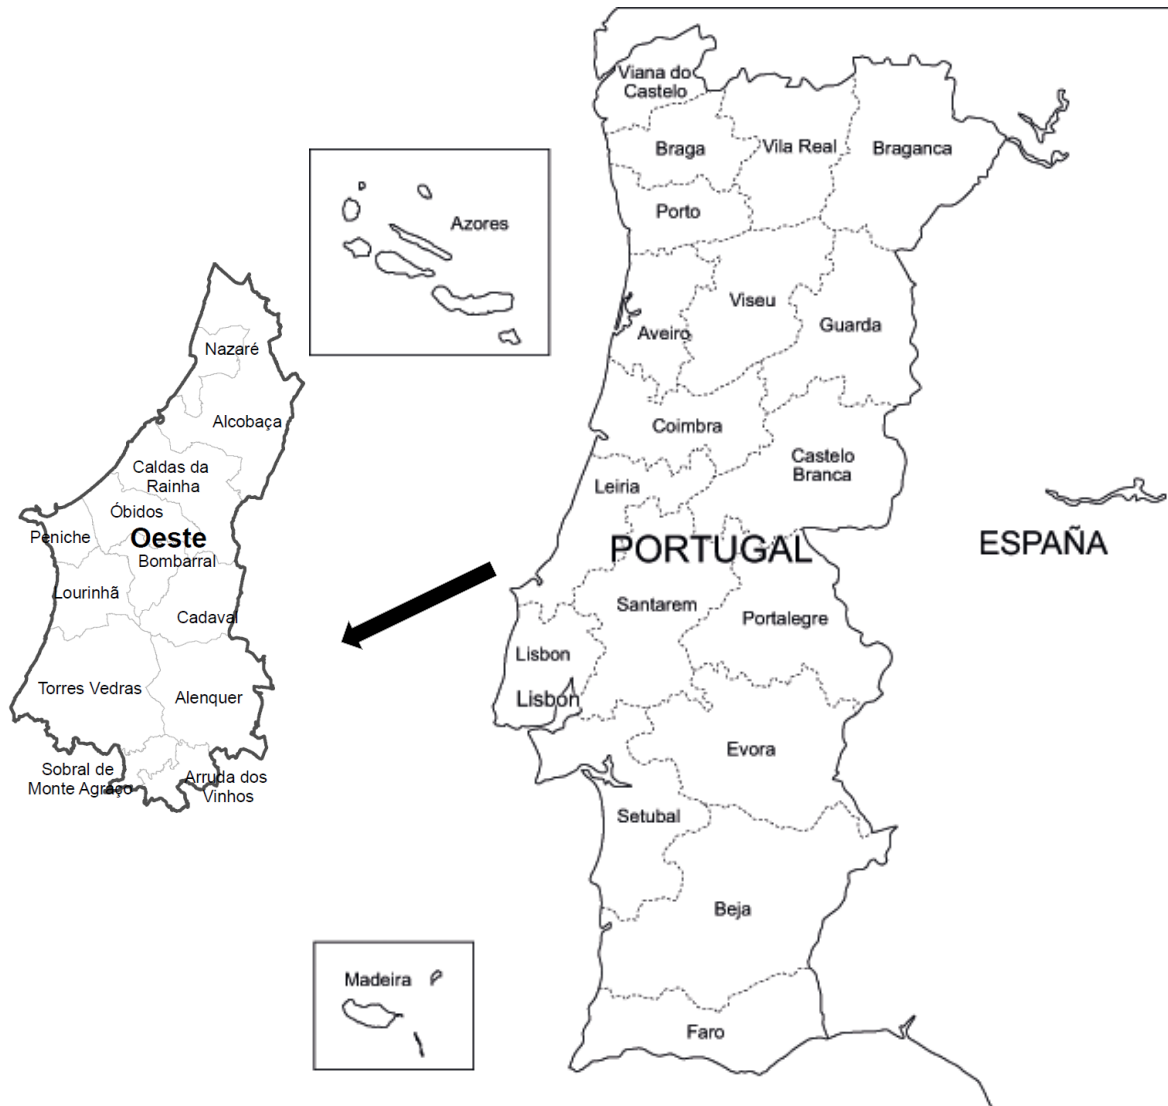 Viana do
Castelo
Braga
Vila Real
Braganca
Porto
Azores
Viseu
Guarda
Aveiro
Coimbra
Castelo
Branca
Leiria
PORTUGAL
ESPAÑA
Santarem
Portalegre
Lisbon
Lisbon
Evora
Setubal
Beja
Faro
Madeira
Nazaré
Alcobaça
Caldas da
Rainha
Óbidos
Peniche
Oeste
Bombarral
Lourinhã
Cadaval
Torres Vedras
Alenquer
Sobral de
Monte Agraço
Arruda dos
Vinhos